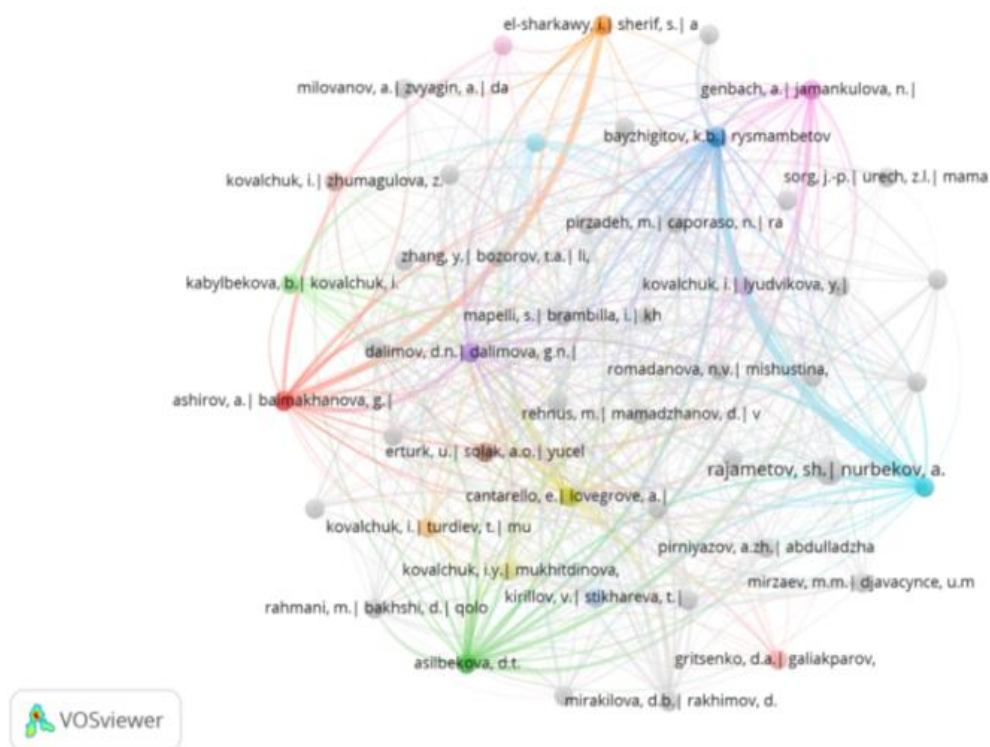 el-sharkawy, i.| sherif, s.| a
milovanov, a.| zvyagin, a.| da
genbach, a.| jamankulova, n.|
bayzhigitov, k.b.| rysmambetov
kovalchuk, i.| zhumagulova, z.
sorg, j.-p.| urech, z.l.| mama
pirzadeh, m.| caporaso, n.| ra
zhang, y.| bozorov, t.a.| li,
kabylbekova, b.| kovalchuk, i.
kovalchuk, i.| lyudvikova, y.|
mapelli, s.| brambilla, i.| kh
dalimov, d.n.| dalimova, g.n.|
romadanova, n.v.| mishustina,
ashirov, a.| baimakhanova, g.|
rehnus, m.| mamadzhanov, d.| v
erturk, u.| solak, a.o.| yucel
rajametov, sh.| nurbekov, a.
cantarello, e.| lovegrove, a.|
kovalchuk, i.| turdiev, t.| mu
pirniyazov, a.zh.| abdulladzha
kovalchuk, i.y.| mukhitdinova,
mirzaev, m.m.| djavacynce, u.m
kirillov, v.| stikhareva, t.|
rahmani, m.| bakhshi, d.| qolo
asilbekova, d.t.
gritsenko, d.a.| galiakparov,
mirakilova, d.b.| rakhimov, d.
VOSviewer